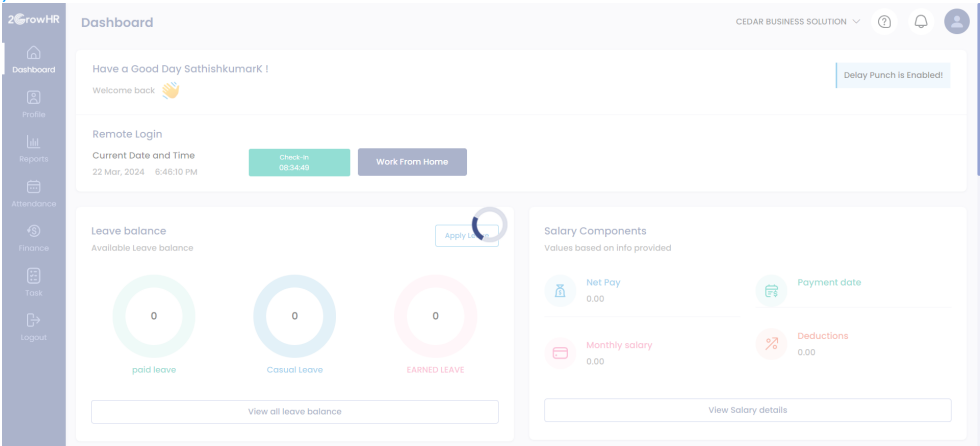 2GrowHR
Dashboard
CEDAR BUSINESS SOLUTION
Dashboard
Profile
Reports
Attendance
Finance
Task
Logout
Have a Good Day SathishkumarK !
Welcome back
Delay Punch is Enabled!
Remote Login
Current Date and Time
22 Mar, 2024 6:46:10 PM
Check-in
08:34:49
Work From Home
Leave balance
Available Leave balance
Apply Leave
0
0
0
paid leave
Casual Leave
EARNED LEAVE
View all leave balance
Salary Components
Values based on info provided
Net Pay
0.00
Payment date
Monthly salary
0.00
Deductions
0.00
View Salary details